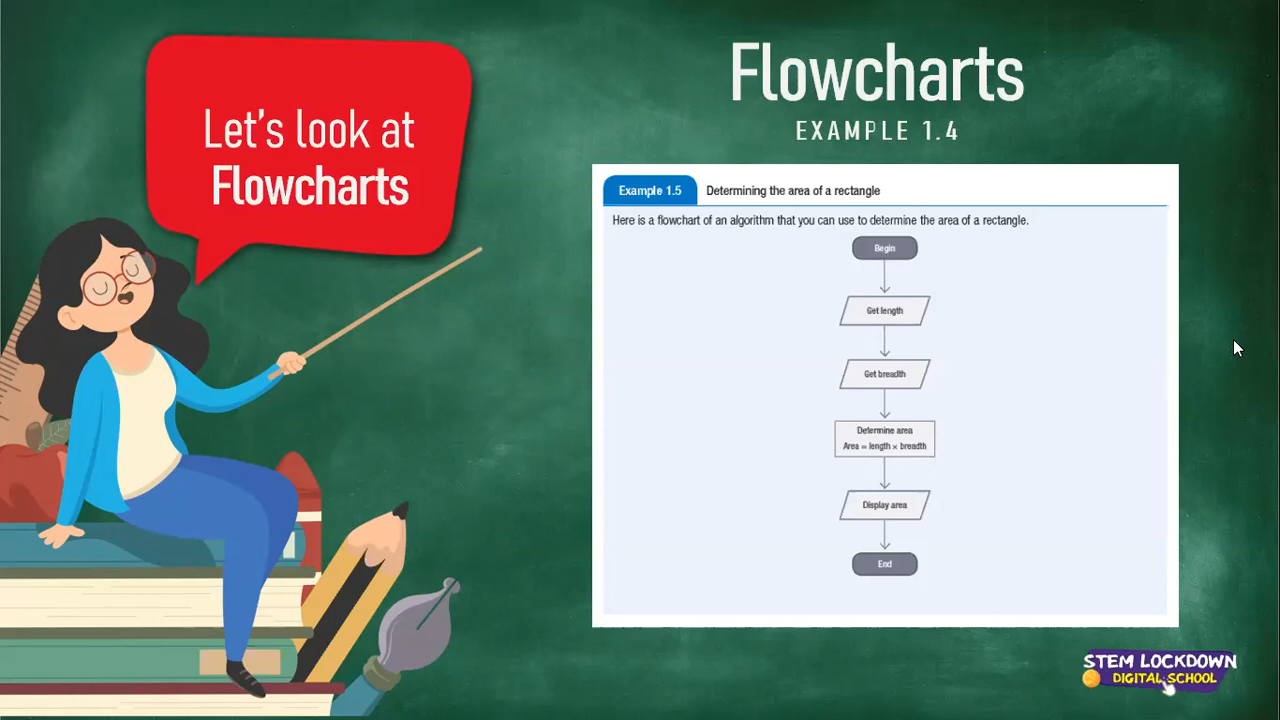 Let's look at
Flowcharts
Flowcharts
EXAMPLE 1.4
Example 1.5 Determining the area of a rectangle
Here is a flowchart of an algorithm that you can use to determine the area of a rectangle.
Begin
Get length
Get breadth
Determine area
Area = length × breadth
Display area
End
STEM LOCKDOWN
DIGITAL SCHOOL